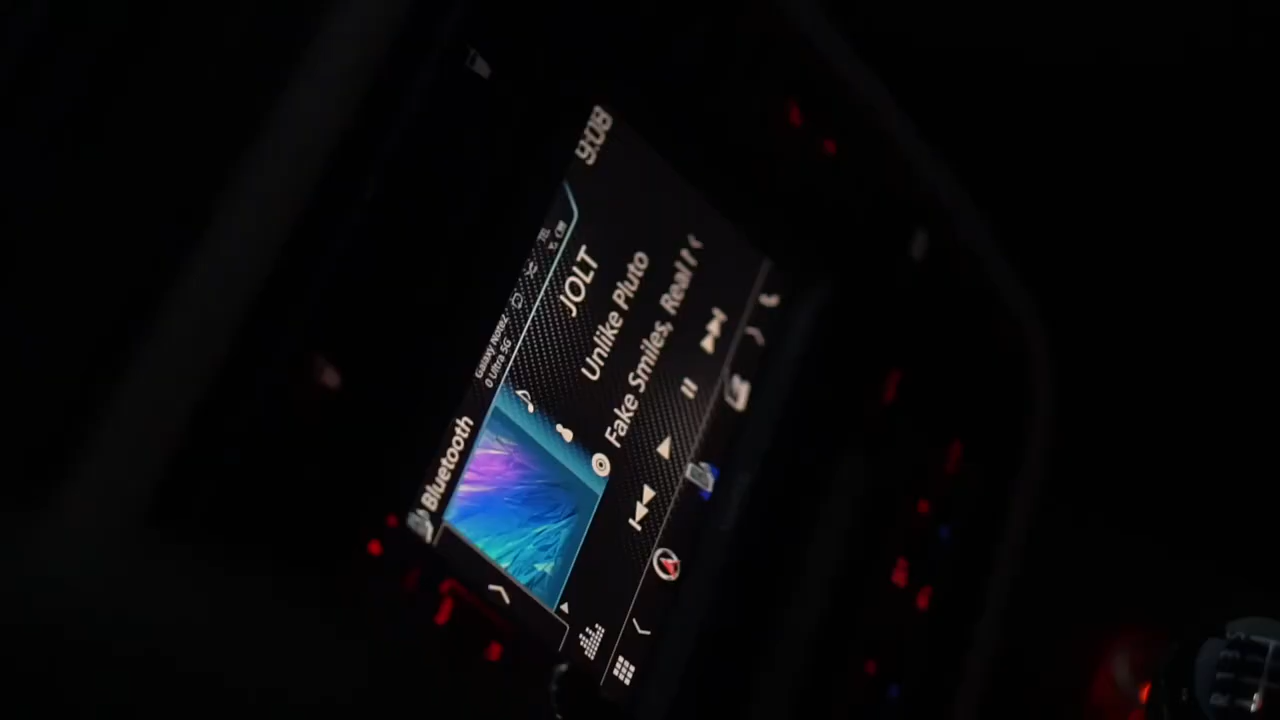 Bluetooth
Galaxy Note2
0 Ultra 5G
9:08
JOLT
Unlike Pluto
Fake Smiles, Real